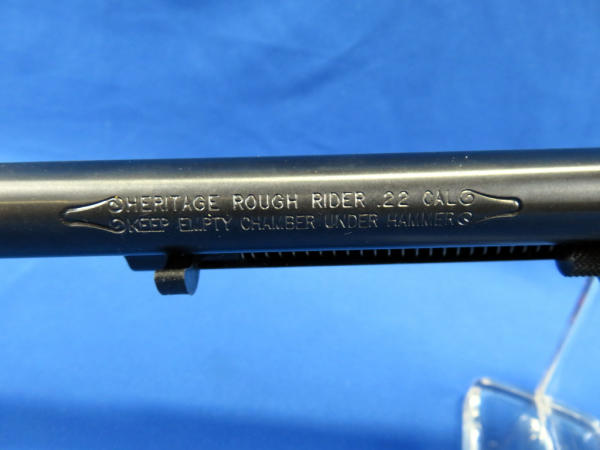 HERITAGE ROUGH RIDER .22 CAL
KEEP EMPTY CHAMBER UNDER HAMMER